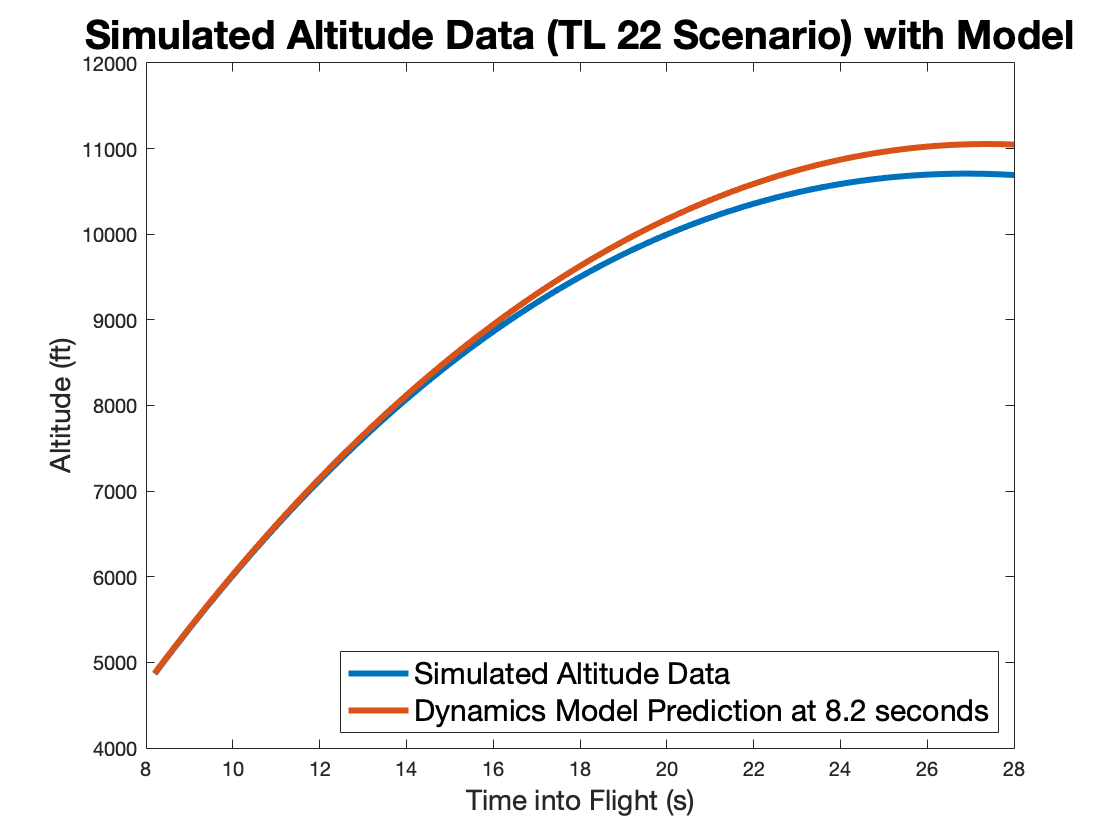 Simulated Altitude Data (TL 22 Scenario) with Model
12000
11000
10000
9000
8000
7000
6000
5000
4000
Altitude (ft)
Simulated Altitude Data
Dynamics Model Prediction at 8.2 seconds
8 10 12 14 16 18 20 22 24 26 28
Time into Flight (s)